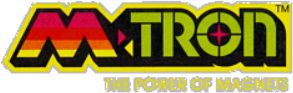 M-TRON™
THE POWER OF MAGNETS